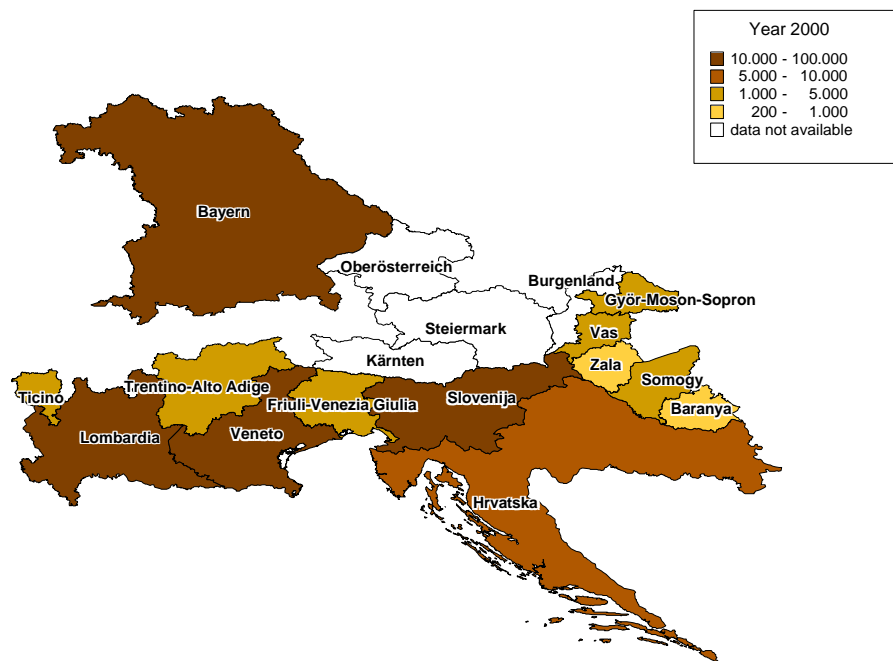 Year 2000
10.000 - 100.000
5.000 - 10.000
1.000 - 5.000
200 - 1.000
data not available
Bayern
Oberösterreich
Burgenland
Györ-Moson-Sopron
Steiermark
Vas
Kärnten
Zala
Trentino-Alto Adige
Somogy
Ticino
Friuli-Venezia Giulia
Slovenija
Baranya
Lombardia
Veneto
Hrvatska